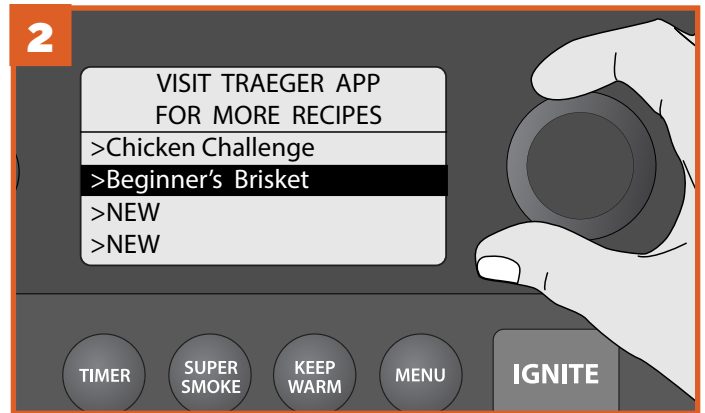 2
VISIT TRAEGER APP
FOR MORE RECIPES
>Chicken Challenge
>Beginner's Brisket
>NEW
>NEW
TIMER
SUPER
SMOKE
KEEP
WARM
MENU
IGNITE